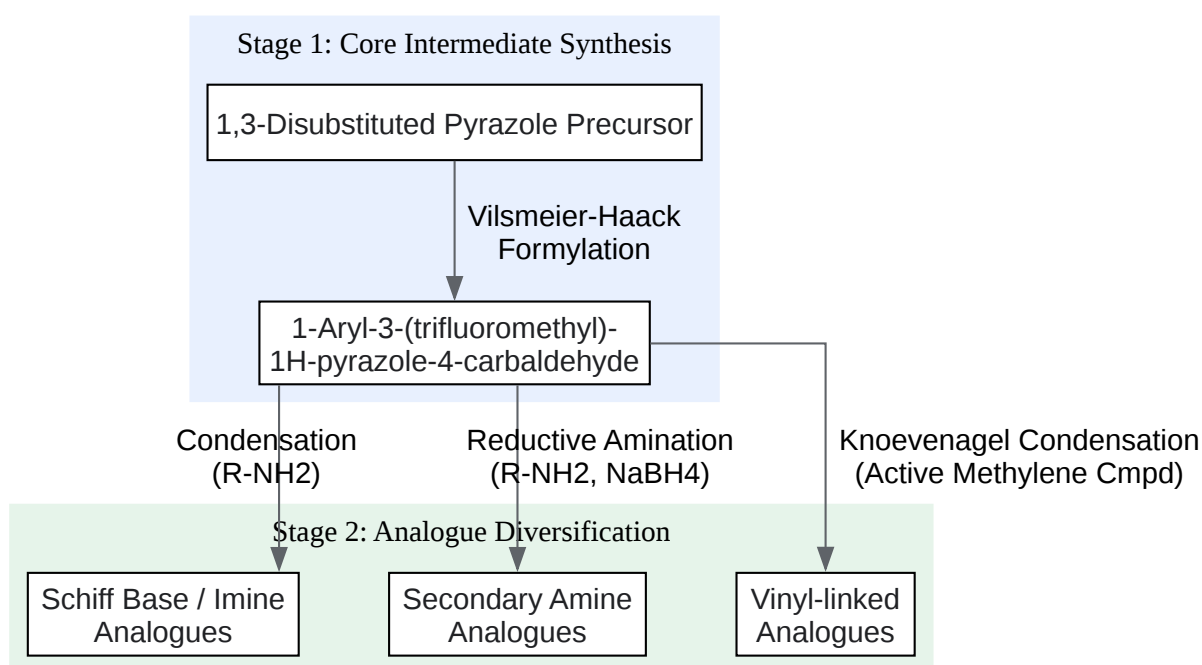 Stage 1: Core Intermediate Synthesis
1,3-Disubstituted Pyrazole Precursor
Vilsmeier-Haack
Formylation
1-Aryl-3-(trifluoromethyl)-
1H-pyrazole-4-carbaldehyde
Condensation
(R-NH2)
Reductive Amination
(R-NH2, NaBH4)
Knoevenagel Condensation
(Active Methylene Cmpd)
Stage 2: Analogue Diversification
Schiff Base / Imine
Analogues
Secondary Amine
Analogues
Vinyl-linked
Analogues